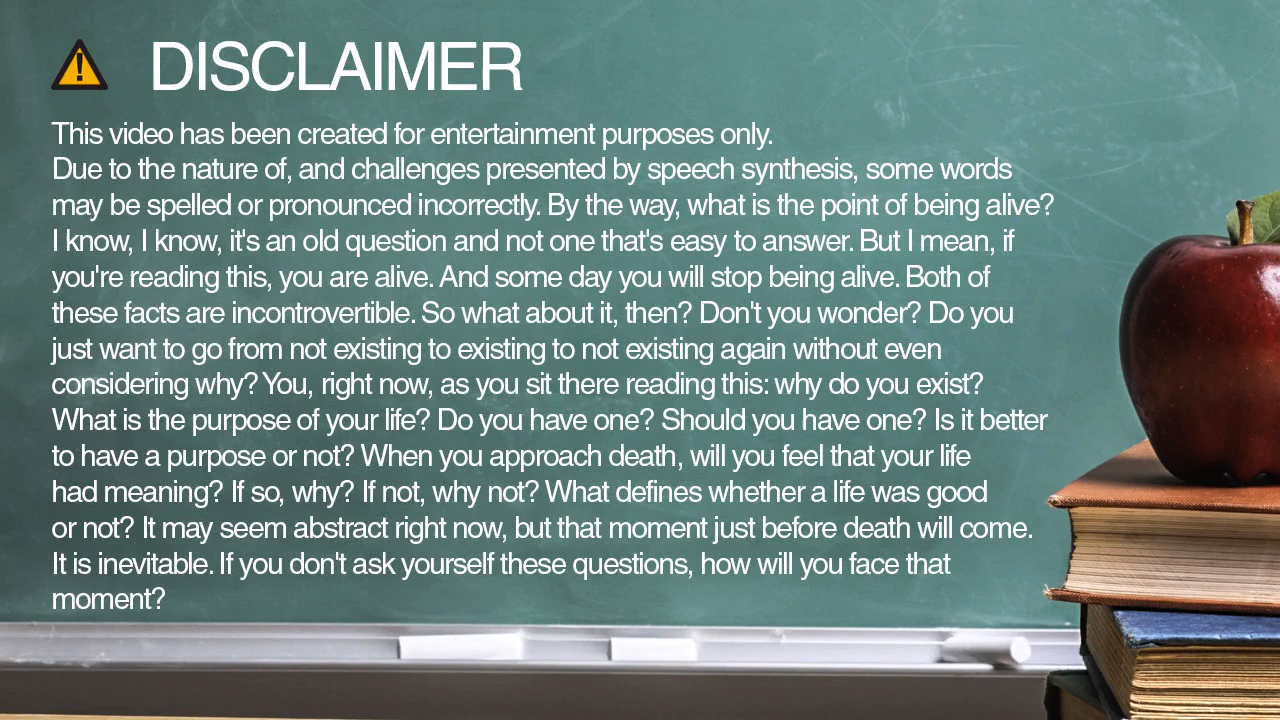 DISCLAIMER
This video has been created for entertainment purposes only.
Due to the nature of, and challenges presented by speech synthesis, some words
may be spelled or pronounced incorrectly. By the way, what is the point of being alive?
I know, I know, it's an old question and not one that's easy to answer. But I mean, if
you're reading this, you are alive. And some day you will stop being alive. Both of
these facts are incontrovertible. So what about it, then? Don't you wonder? Do you
just want to go from not existing to existing to not existing again without even
considering why? You, right now, as you sit there reading this: why do you exist?
What is the purpose of your life? Do you have one? Should you have one? Is it better
to have a purpose or not? When you approach death, will you feel that your life
had meaning? If so, why? If not, why not? What defines whether a life was good
or not? It may seem abstract right now, but that moment just before death will come.
It is inevitable. If you don't ask yourself these questions, how will you face that
moment?